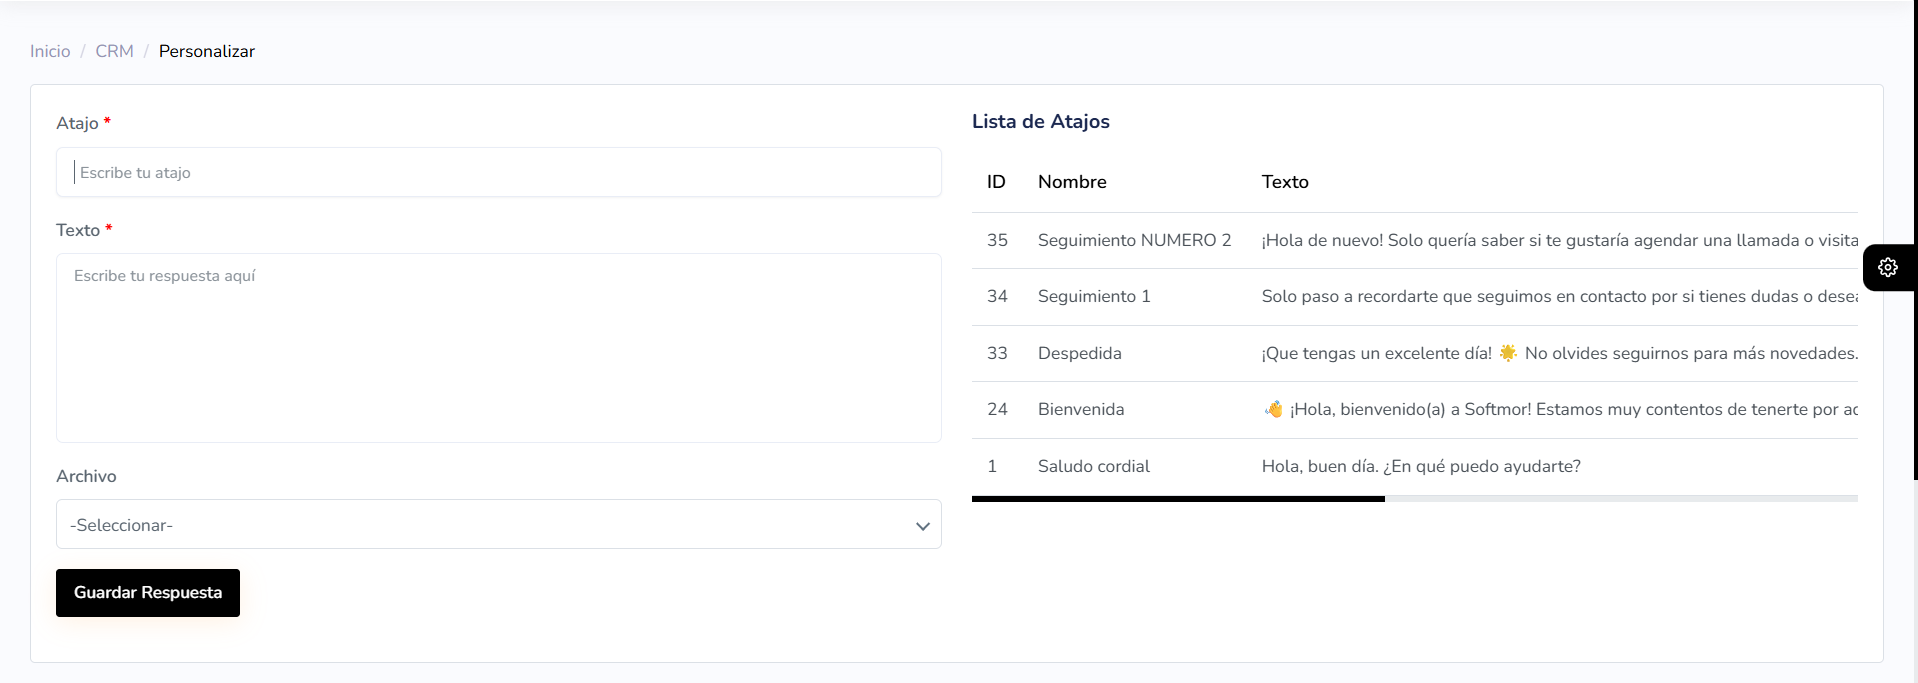 Inicio / CRM / Personalizar
Atajo *
Escribe tu atajo
Texto *
Escribe tu respuesta aquí
Archivo
-Seleccionar-
Guardar Respuesta
Lista de Atajos
ID Nombre Texto
35 Seguimiento NUMERO 2 ¡Hola de nuevo! Solo quería saber si te gustaría agendar una llamada o visita
34 Seguimiento 1 Solo paso a recordarte que seguimos en contacto por si tienes dudas o
33 Despedida ¡Que tengas un excelente día! 🌟 No olvides seguirnos para más novedades.
24 Bienvenida 👋 ¡Hola, bienvenido(a) a Softmor! Estamos muy contentos de tenerte por
1 Saludo cordial Hola, buen día. ¿En qué puedo ayudarte?